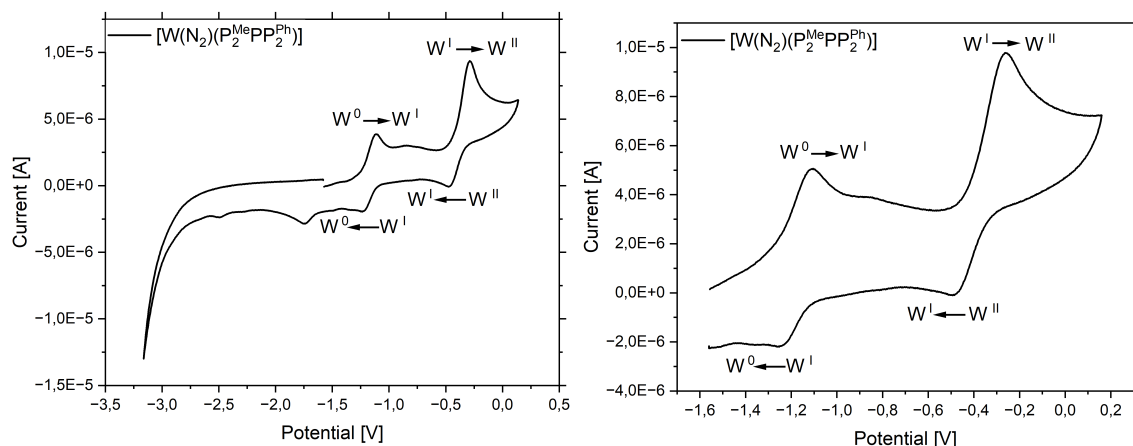 [W(N₂)(P₂ᴹᵉPP₂ᴾʰ)]
1,0E−5
5,0E−6
0,0E+0
−5,0E−6
−1,0E−5
−1,5E−5
Current [A]
W⁰ → Wᴵ
Wᴵ → Wᴵᴵ
Wᴵ ← Wᴵᴵ
W⁰ ← Wᴵ
−3,5 −3,0 −2,5 −2,0 −1,5 −1,0 −0,5 0,0 0,5
Potential [V]
[W(N₂)(P₂ᴹᵉPP₂ᴾʰ)]
1,0E−5
8,0E−6
6,0E−6
4,0E−6
2,0E−6
0,0E+0
−2,0E−6
−4,0E−6
Current [A]
Wᴵ → Wᴵᴵ
W⁰ → Wᴵ
Wᴵ ← Wᴵᴵ
W⁰ ← Wᴵ
−1,6 −1,4 −1,2 −1,0 −0,8 −0,6 −0,4 −0,2 0,0 0,2
Potential [V]